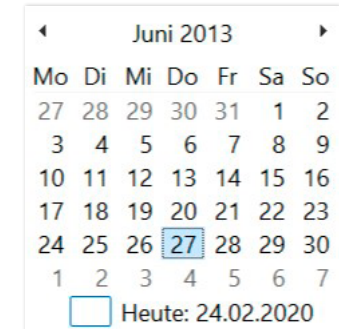 Juni 2013
Mo Di Mi Do Fr Sa So
27 28 29 30 31 1 2
3 4 5 6 7 8 9
10 11 12 13 14 15 16
17 18 19 20 21 22 23
24 25 26 27 28 29 30
1 2 3 4 5 6 7
Heute: 24.02.2020